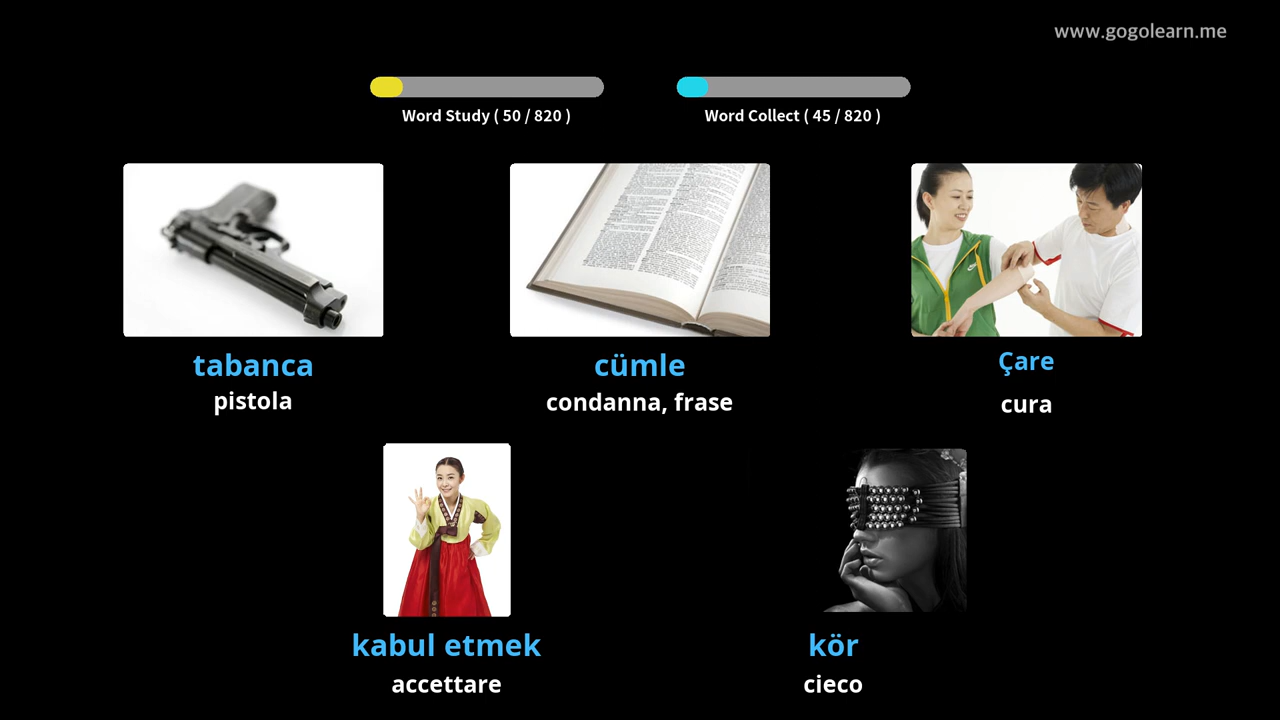 www.gogolearn.me
Word Study ( 50 / 820 )
Word Collect ( 45 / 820 )
tabanca
pistola
cümle
condanna, frase
Çare
cura
kabul etmek
accettare
kör
cieco